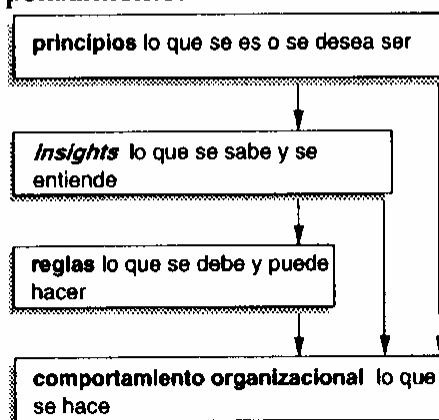 principios lo que se es o se desea ser
Insights lo que se sabe y se
entiende
reglas lo que se debe y puede
hacer
comportamiento organizacional lo que
se hace